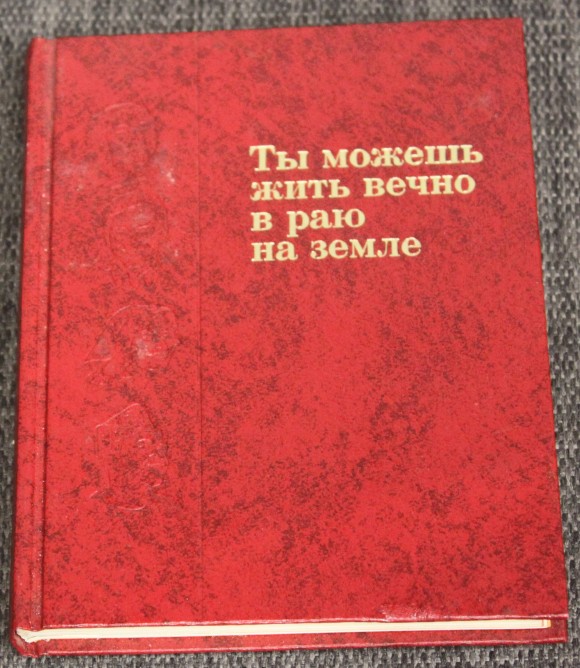 Ты можешь
жить вечно
в раю
на земле